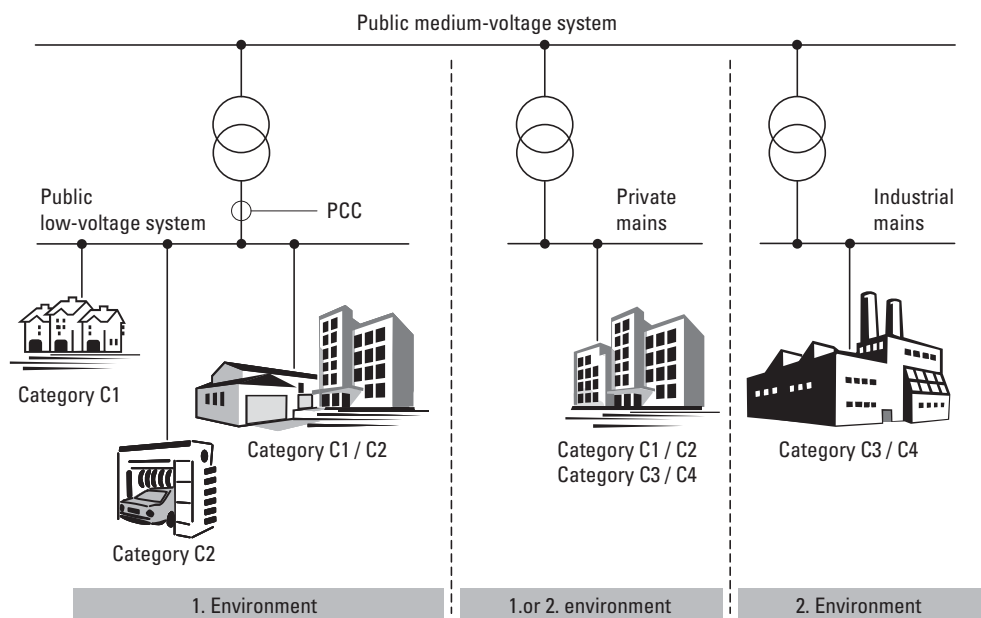 Public medium-voltage system
Public
low-voltage system
PCC
Private
mains
Industrial
mains
Category C1
Category C1 / C2
Category C2
Category C1 / C2
Category C3 / C4
Category C3 / C4
1. Environment
1.or 2. environment
2. Environment